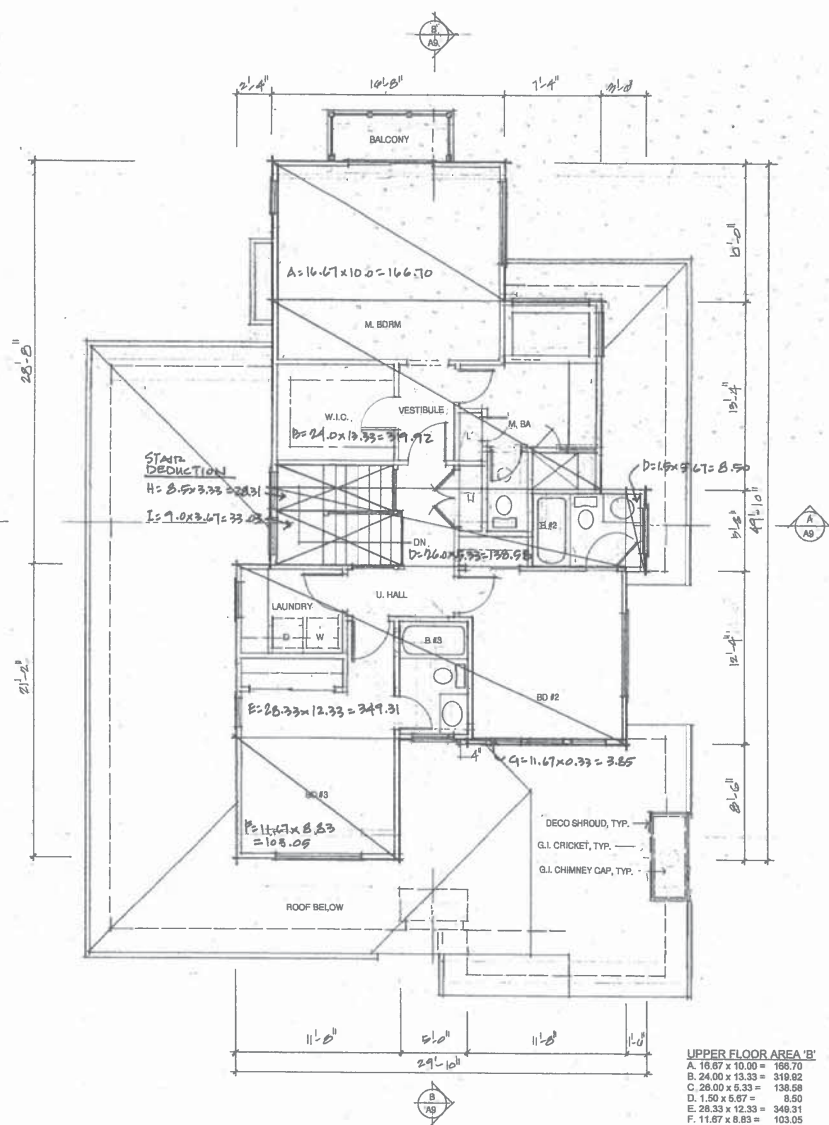 B
A9
2'-4"
16'-8"
7'-4"
3'-6"
BALCONY
10'-0"
A=16.67x10.0=166.70
28'-8"
M. BDRM
13'-4"
W.I.C.
VESTIBULE
M. BA
B=24.0x13.33=319.92
L
STAIR
DEDUCTION
D=1.5x5.67=8.50
H= 8.5x3.33=28.31
I= 9.0x3.67=33.03
B #2
5'-8"
49'-10"
A
A9
DN.
D=26.0x5.33=138.58
U. HALL
LAUNDRY
D
W
B #3
12'-4"
21'-2"
BD #2
E=28.33x12.33=349.31
4"
G=11.67x0.33=3.85
8'-6"
BD #3
F=11.67x8.83
=103.05
DECO SHROUD, TYP.
G.I. CRICKET, TYP.
G.I. CHIMNEY CAP, TYP.
ROOF BELOW
11'-8"
5'-0"
11'-8"
1'-6"
29'-10"
B
A9
UPPER FLOOR AREA 'B'
A. 16.67 x 10.00 = 166.70
B. 24.00 x 13.33 = 319.92
C. 26.00 x 5.33 = 138.58
D. 1.50 x 5.67 = 8.50
E. 28.33 x 12.33 = 349.31
F. 11.67 x 8.83 = 103.05